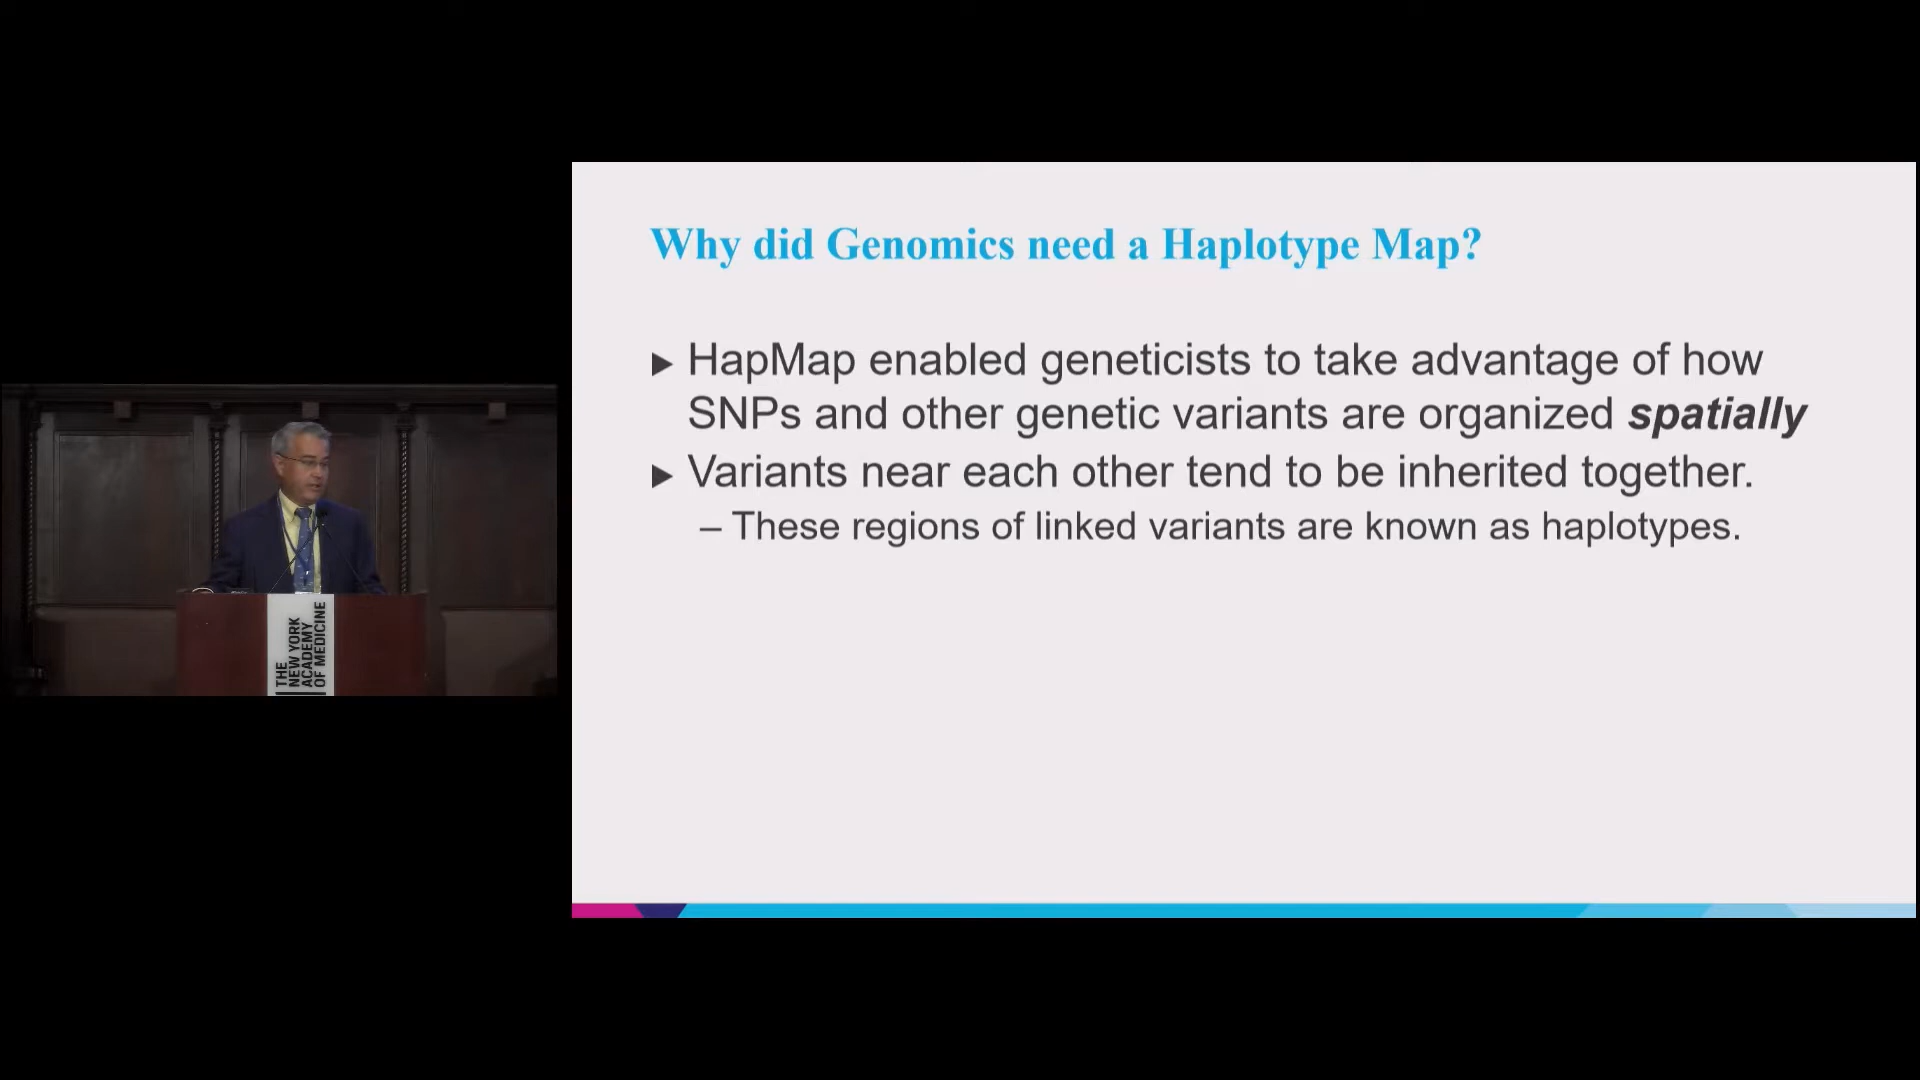 Why did Genomics need a Haplotype Map?
► HapMap enabled geneticists to take advantage of how
SNPs and other genetic variants are organized spatially
► Variants near each other tend to be inherited together.
– These regions of linked variants are known as haplotypes.
THE
NEW YORK
ACADEMY
OF MEDICINE